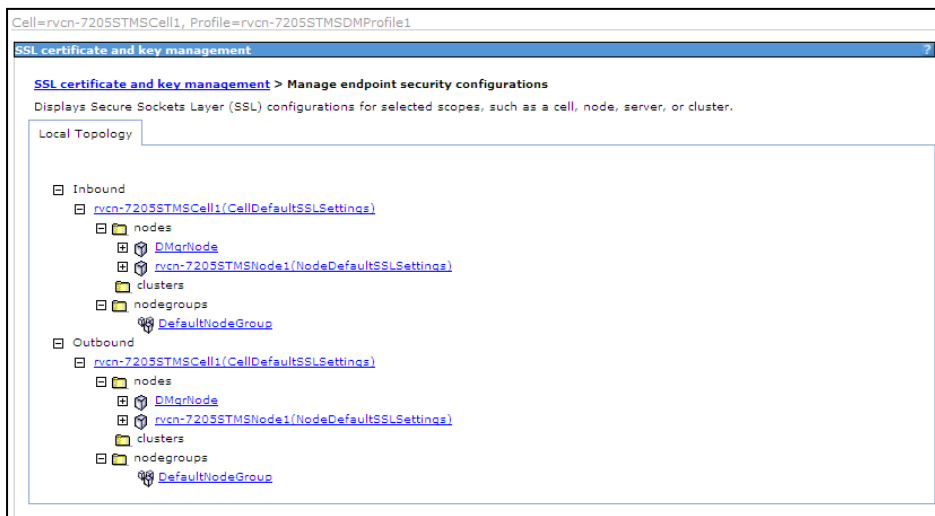 Cell=rvcn-7205STMSCell1, Profile=rvcn-7205STMSDMProfile1
SSL certificate and key management ?
SSL certificate and key management > Manage endpoint security configurations
Displays Secure Sockets Layer (SSL) configurations for selected scopes, such as a cell, node, server, or cluster.
Local Topology
Inbound
rvcn-7205STMSCell1(CellDefaultSSLSettings)
nodes
DMgrNode
rvcn-7205STMSNode1(NodeDefaultSSLSettings)
clusters
nodegroups
DefaultNodeGroup
Outbound
rvcn-7205STMSCell1(CellDefaultSSLSettings)
nodes
DMgrNode
rvcn-7205STMSNode1(NodeDefaultSSLSettings)
clusters
nodegroups
DefaultNodeGroup